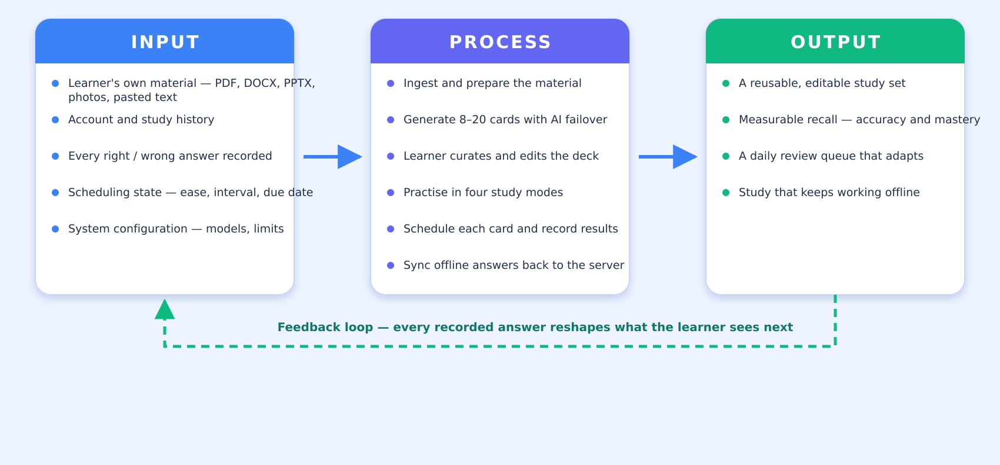 INPUT
Learner's own material — PDF, DOCX, PPTX,
photos, pasted text
Account and study history
Every right / wrong answer recorded
Scheduling state — ease, interval, due date
System configuration — models, limits
PROCESS
Ingest and prepare the material
Generate 8–20 cards with AI failover
Learner curates and edits the deck
Practise in four study modes
Schedule each card and record results
Sync offline answers back to the server
OUTPUT
A reusable, editable study set
Measurable recall — accuracy and mastery
A daily review queue that adapts
Study that keeps working offline
Feedback loop — every recorded answer reshapes what the learner sees next